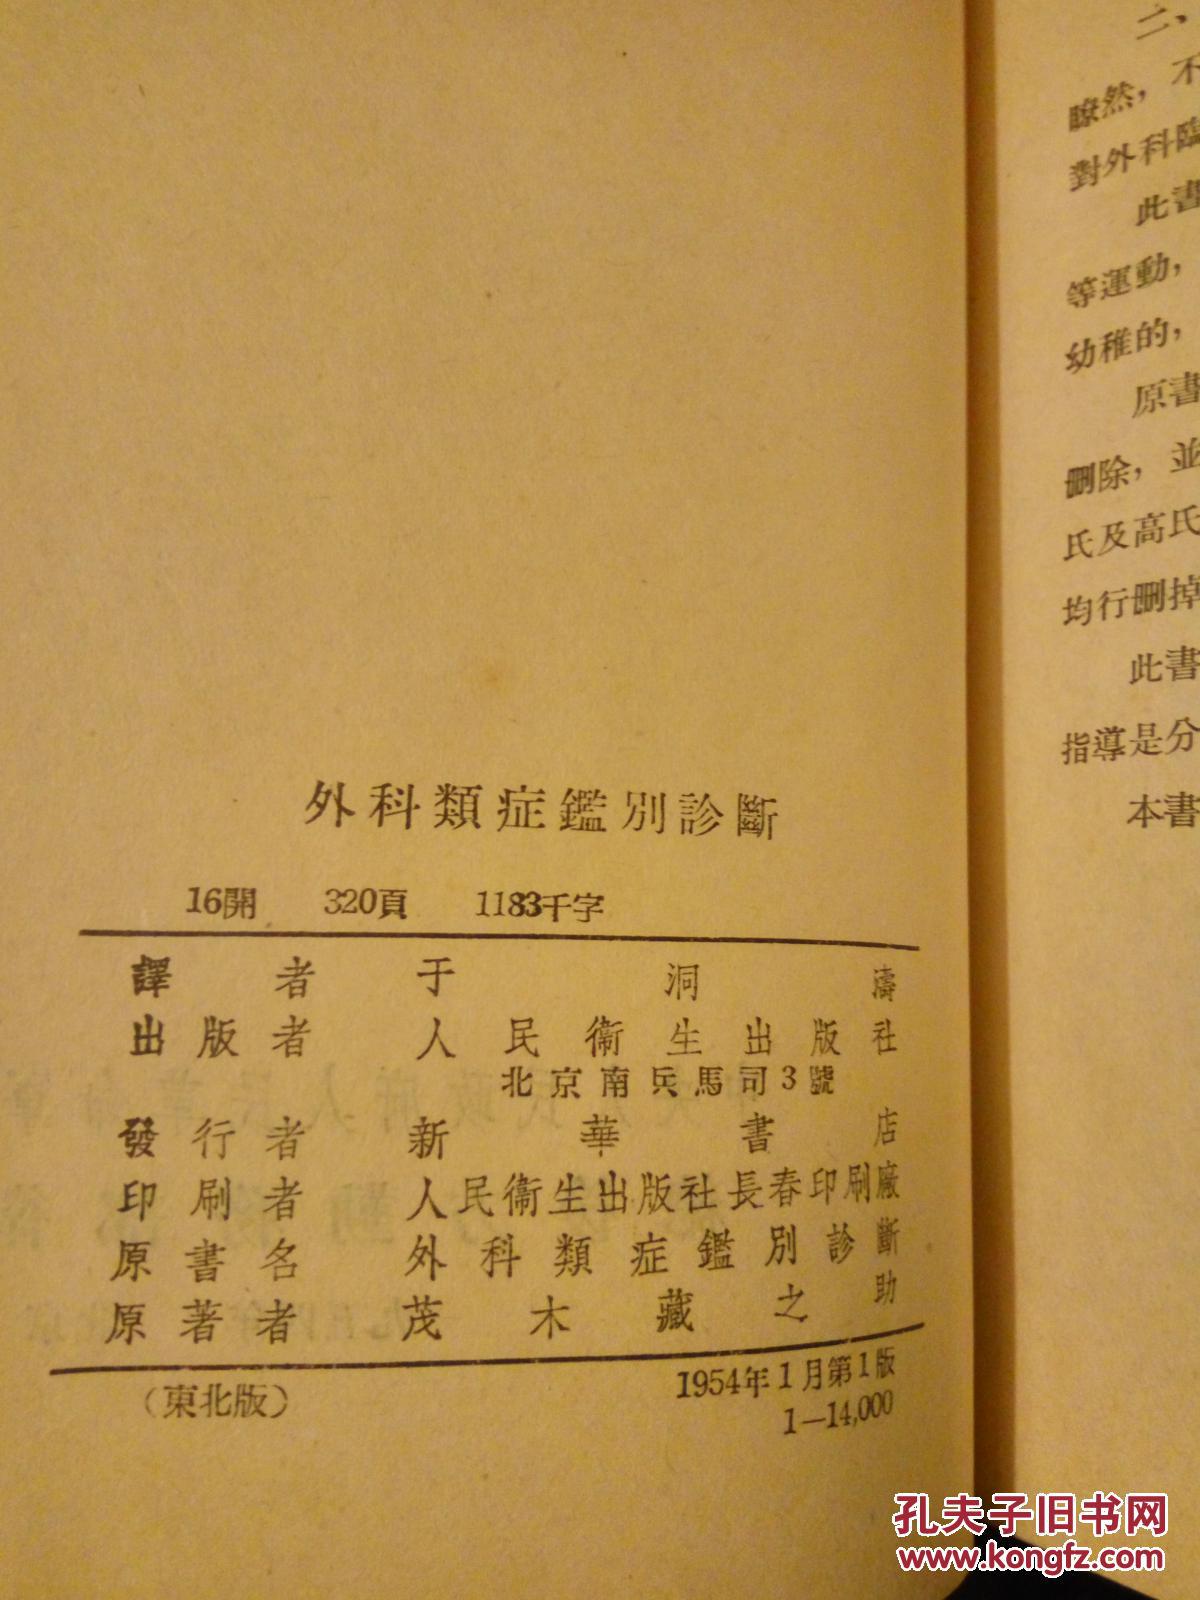 外科類症鑑別診斷
16開 320頁 1183千字
譯者 于洞濤
出版者 人民衞生出版社
北京南兵馬司3號
發行者 新華書店
印刷者 人民衞生出版社長春印刷廠
原書名 外科類症鑑別診斷
原著者 茂木藏之助
(東北版) 1954年1月第1版
1—14,000
二,
瞭然,不
對外科臨
此書
等運動,
幼稚的,
原書
刪除,並
氏及高氏
均行刪掉
此書
指導是分
本書
孔夫子旧书网
www.kongfz.com